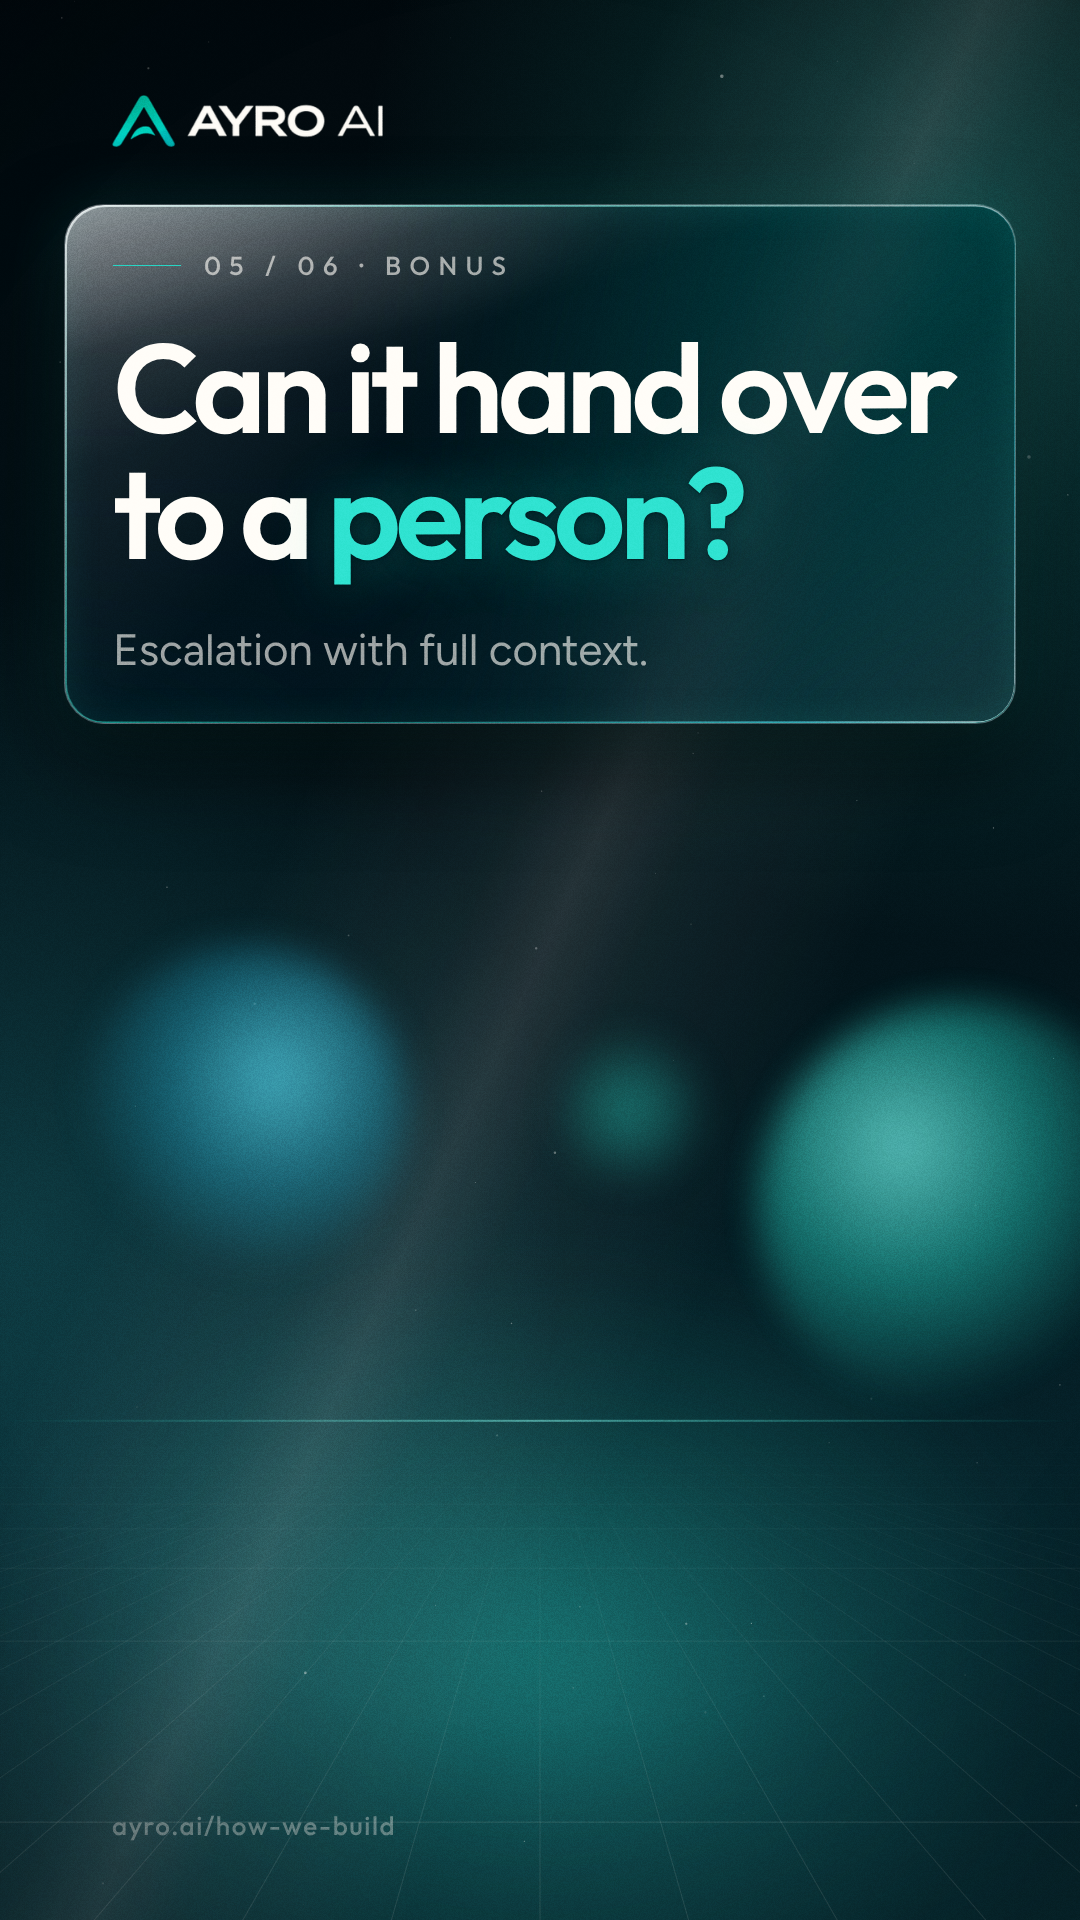 AYRO AI
05 / 06 · BONUS
Can it hand over
to a person?
Escalation with full context.
ayro.ai/how-we-build